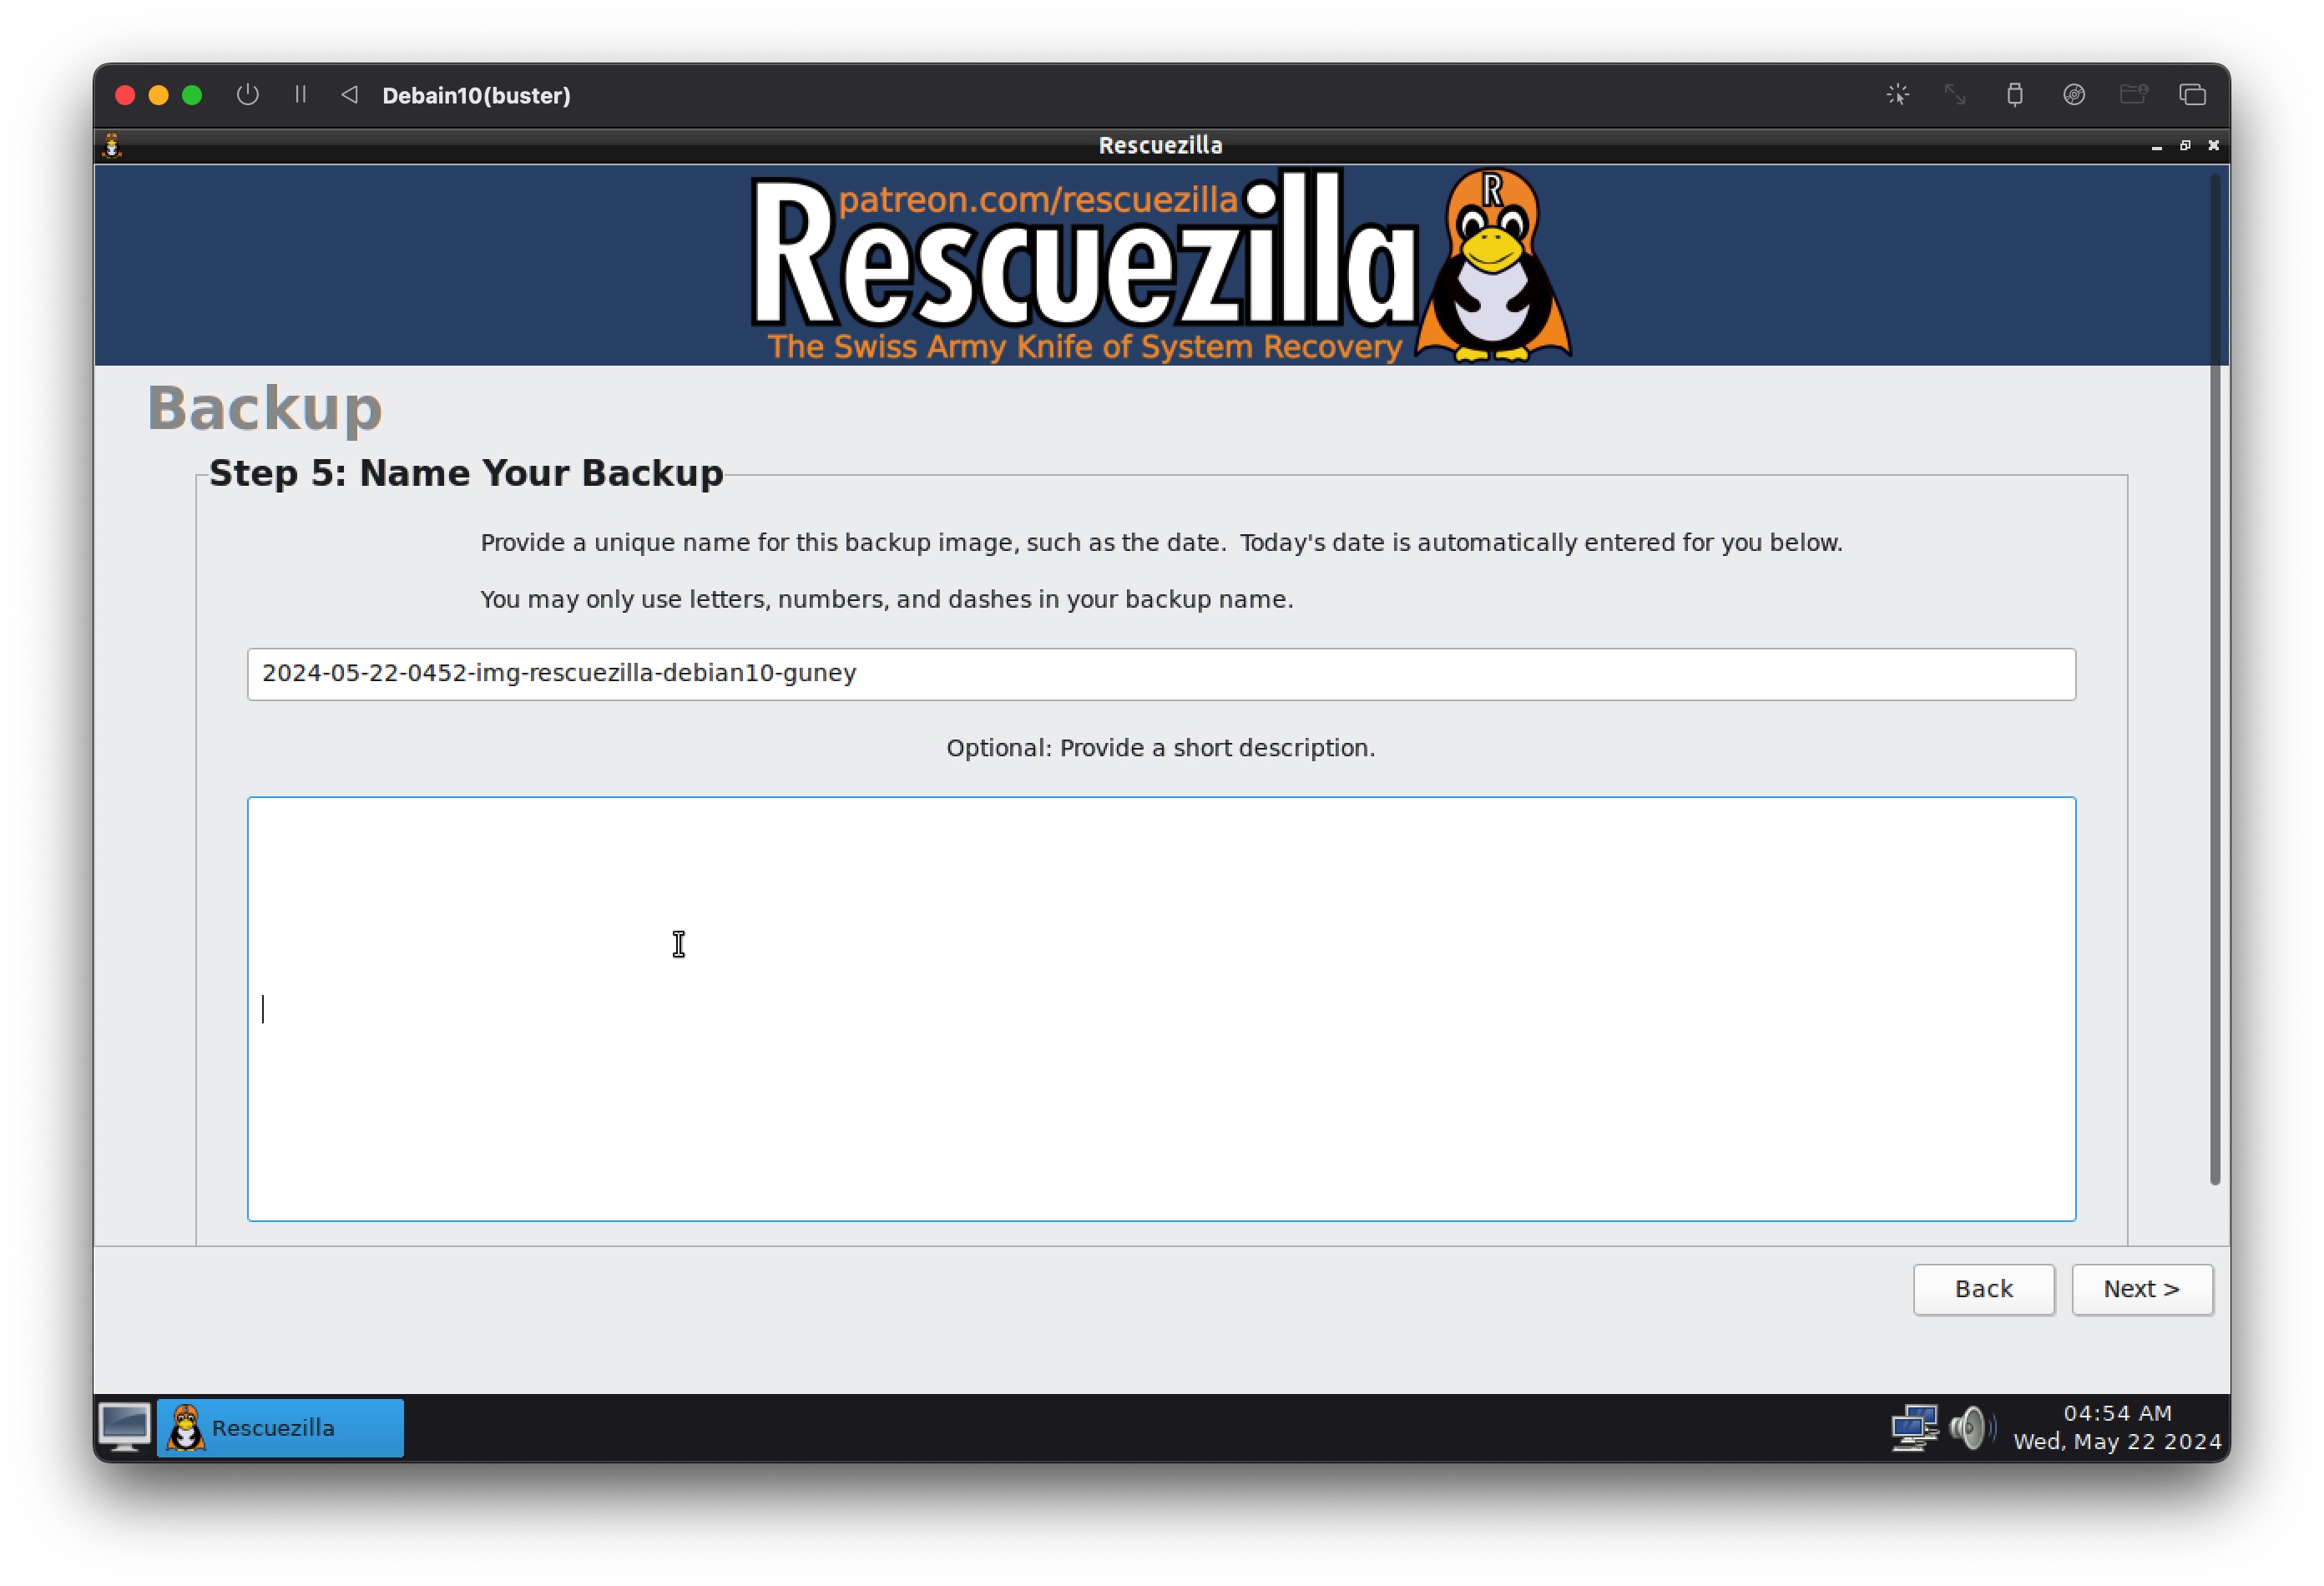 Debain10(buster)
Rescuezilla
patreon.com/rescuezilla
R
Rescuezilla
The Swiss Army Knife of System Recovery
Backup
Step 5: Name Your Backup
Provide a unique name for this backup image, such as the date.  Today's date is automatically entered for you below.
You may only use letters, numbers, and dashes in your backup name.
2024-05-22-0452-img-rescuezilla-debian10-guney
Optional: Provide a short description.
Back
Next >
Rescuezilla
04:54 AM
Wed, May 22 2024